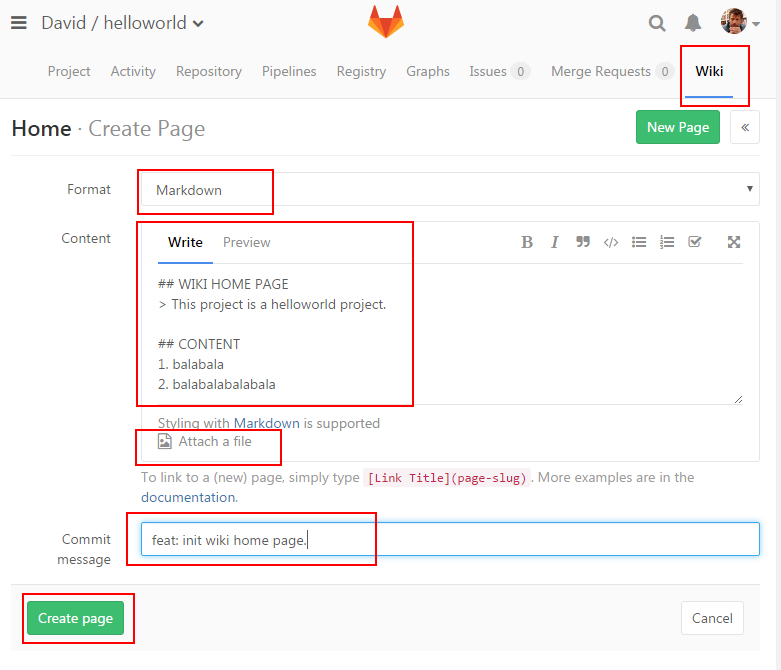 David / helloworld
Project Activity Repository Pipelines Registry Graphs Issues 0 Merge Requests 0 Wiki
Home · Create Page New Page «
Format Markdown
Content Write Preview B I
## WIKI HOME PAGE
> This project is a helloworld project.
## CONTENT
1. balabala
2. balabalabalabala
Styling with Markdown is supported
Attach a file
To link to a (new) page, simply type [Link Title](page-slug) . More examples are in the
documentation.
Commit
message
feat: init wiki home page.
Create page Cancel